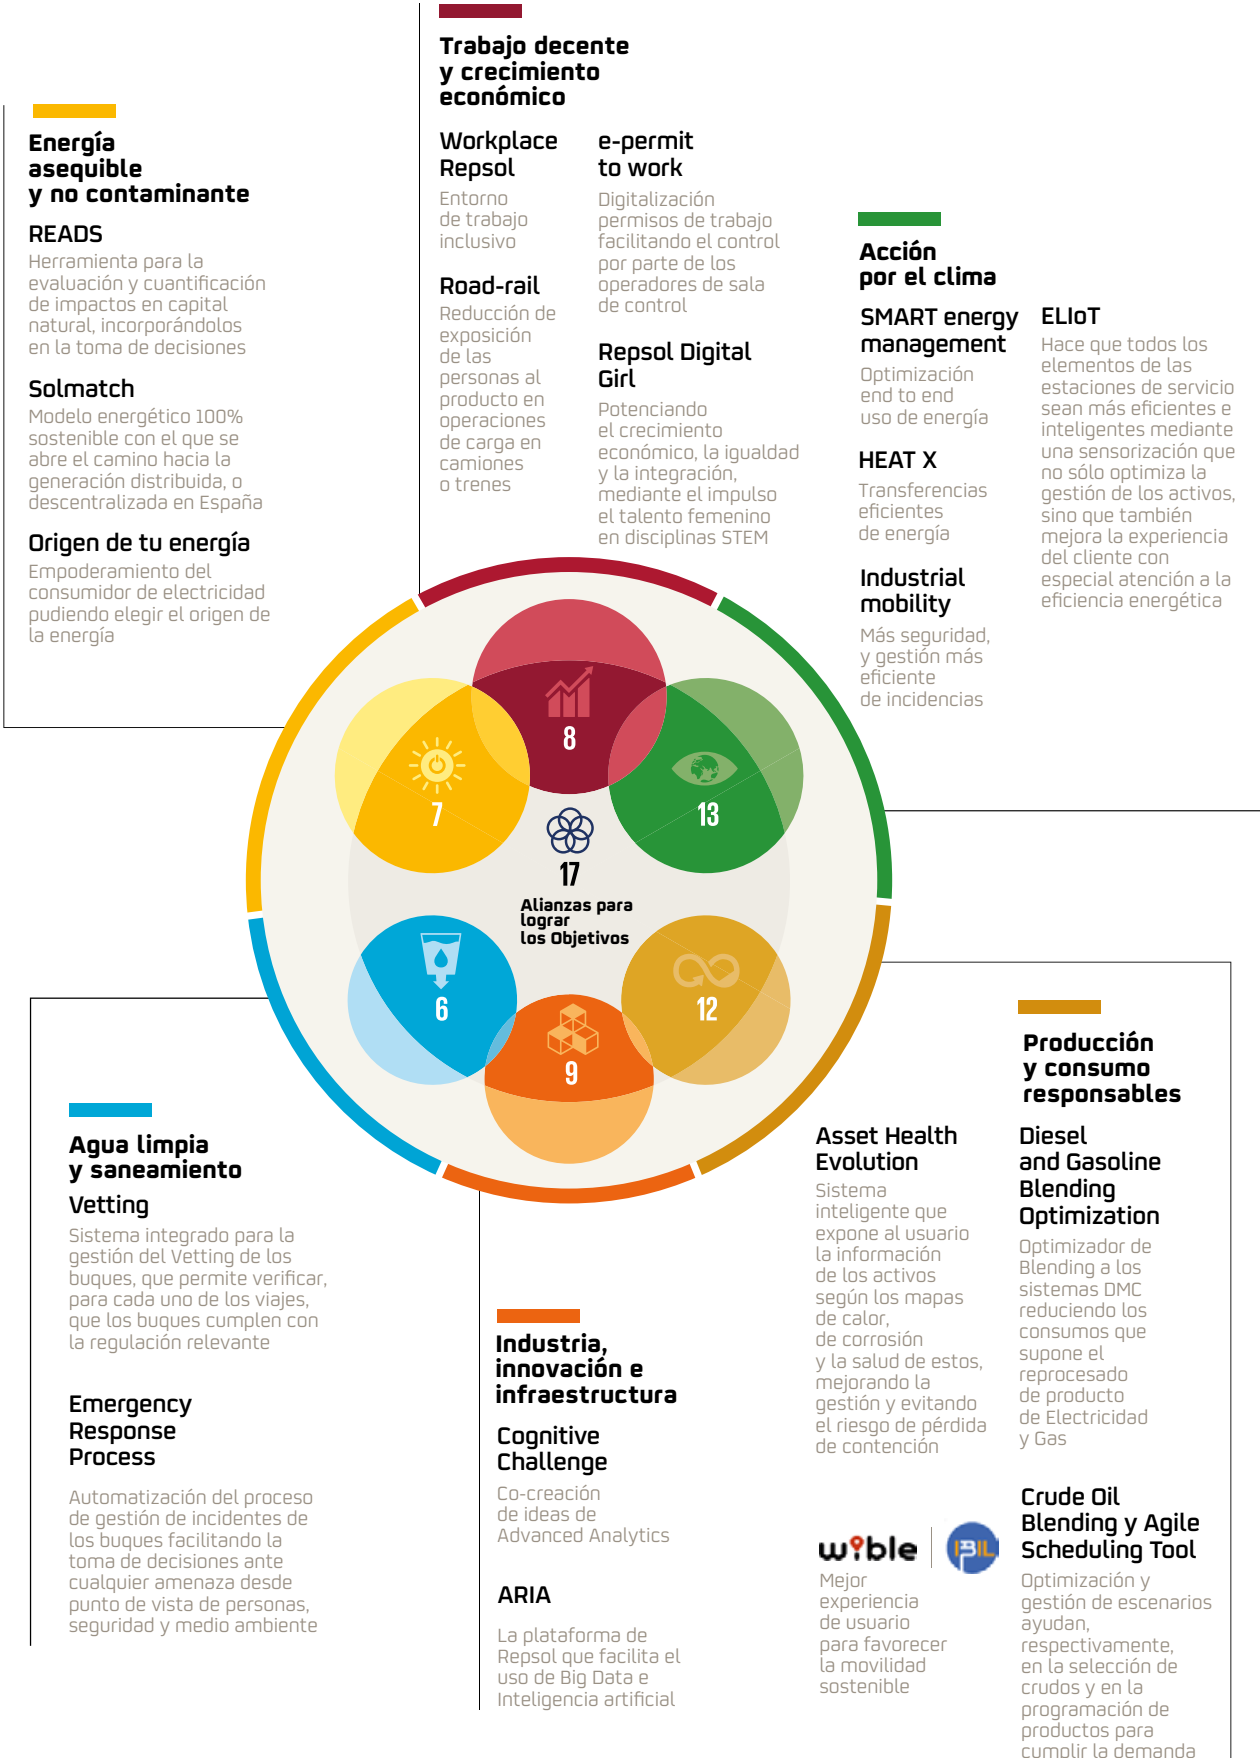 Trabajo decente
y crecimiento
económico
Workplace
Repsol
Entorno
de trabajo
inclusivo
Road-rail
Reducción de
exposición
de las
personas al
producto en
operaciones
de carga en
camiones
o trenes
e-permit
to work
Digitalización
permisos de trabajo
facilitando el control
por parte de los
operadores de sala
de control
Repsol Digital
Girl
Potenciando
el crecimiento
económico, la igualdad
y la integración,
mediante el impulso
el talento femenino
en disciplinas STEM
Energía
asequible
y no contaminante
READS
Herramienta para la
evaluación y cuantificación
de impactos en capital
natural, incorporándolos
en la toma de decisiones
Solmatch
Modelo energético 100%
sostenible con el que se
abre el camino hacia la
generación distribuida, o
descentralizada en España
Origen de tu energía
Empoderamiento del
consumidor de electricidad
pudiendo elegir el origen de
la energía
Acción
por el clima
SMART energy
management
Optimización
end to end
uso de energía
HEAT X
Transferencias
eficientes
de energía
Industrial
mobility
Más seguridad,
y gestión más
eficiente
de incidencias
ELIoT
Hace que todos los
elementos de las
estaciones de servicio
sean más eficientes e
inteligentes mediante
una sensorización que
no sólo optimiza la
gestión de los activos,
sino que también
mejora la experiencia
del cliente con
especial atención a la
eficiencia energética
8
7
13
17
Alianzas para
lograr
los Objetivos
6
12
9
Agua limpia
y saneamiento
Vetting
Sistema integrado para la
gestión del Vetting de los
buques, que permite verificar,
para cada uno de los viajes,
que los buques cumplen con
la regulación relevante
Emergency
Response
Process
Automatización del proceso
de gestión de incidentes de
los buques facilitando la
toma de decisiones ante
cualquier amenaza desde
punto de vista de personas,
seguridad y medio ambiente
Industria,
innovación e
infraestructura
Cognitive
Challenge
Co-creación
de ideas de
Advanced Analytics
ARIA
La plataforma de
Repsol que facilita el
uso de Big Data e
Inteligencia artificial
Producción
y consumo
responsables
Asset Health
Evolution
Sistema
inteligente que
expone al usuario
la información
de los activos
según los mapas
de calor,
de corrosión
y la salud de estos,
mejorando la
gestión y evitando
el riesgo de pérdida
de contención
wible
IBIL
Mejor
experiencia
de usuario
para favorecer
la movilidad
sostenible
Diesel
and Gasoline
Blending
Optimization
Optimizador de
Blending a los
sistemas DMC
reduciendo los
consumos que
supone el
reprocesado
de producto
de Electricidad
y Gas
Crude Oil
Blending y Agile
Scheduling Tool
Optimización y
gestión de escenarios
ayudan,
respectivamente,
en la selección de
crudos y en la
programación de
productos para
cumplir la demanda